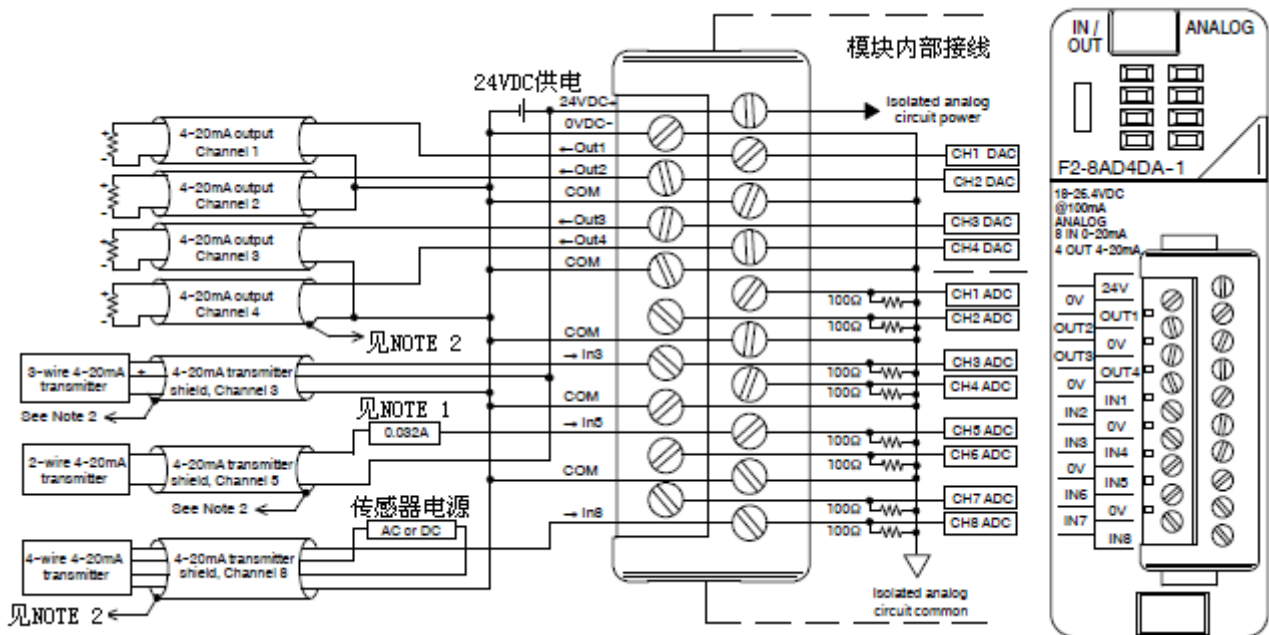 模块内部接线
24VDC供电
24VDC+
0VDC-
Isolated analog
circuit power
4-20mA output
Channel 1
←Out1
CH1 DAC
4-20mA output
Channel 2
←Out2
CH2 DAC
COM
4-20mA output
Channel 3
←Out3
CH3 DAC
←Out4
CH4 DAC
COM
4-20mA output
Channel 4
见NOTE 2
100Ω
CH1 ADC
100Ω
CH2 ADC
COM
3-wire 4-20mA
transmitter
+
4-20mA transmitter
shield, Channel 3
→ In3
100Ω
CH3 ADC
100Ω
CH4 ADC
See Note 2
COM
见NOTE 1
0.032A
→ In5
100Ω
CH5 ADC
2-wire 4-20mA
transmitter
4-20mA transmitter
shield, Channel 5
100Ω
CH6 ADC
See Note 2
COM
传感器电源
AC or DC
→ In8
100Ω
CH7 ADC
100Ω
CH8 ADC
4-wire 4-20mA
transmitter
4-20mA transmitter
shield, Channel 8
见NOTE 2
Isolated analog
circuit common
IN /
OUT
ANALOG
F2-8AD4DA-1
18-26.4VDC
@100mA
ANALOG
8 IN 0-20mA
4 OUT 4-20mA
24V
0V
OUT1
OUT2
0V
OUT3
OUT4
0V
IN1
IN2
0V
IN3
IN4
0V
IN5
IN6
0V
IN7
IN8